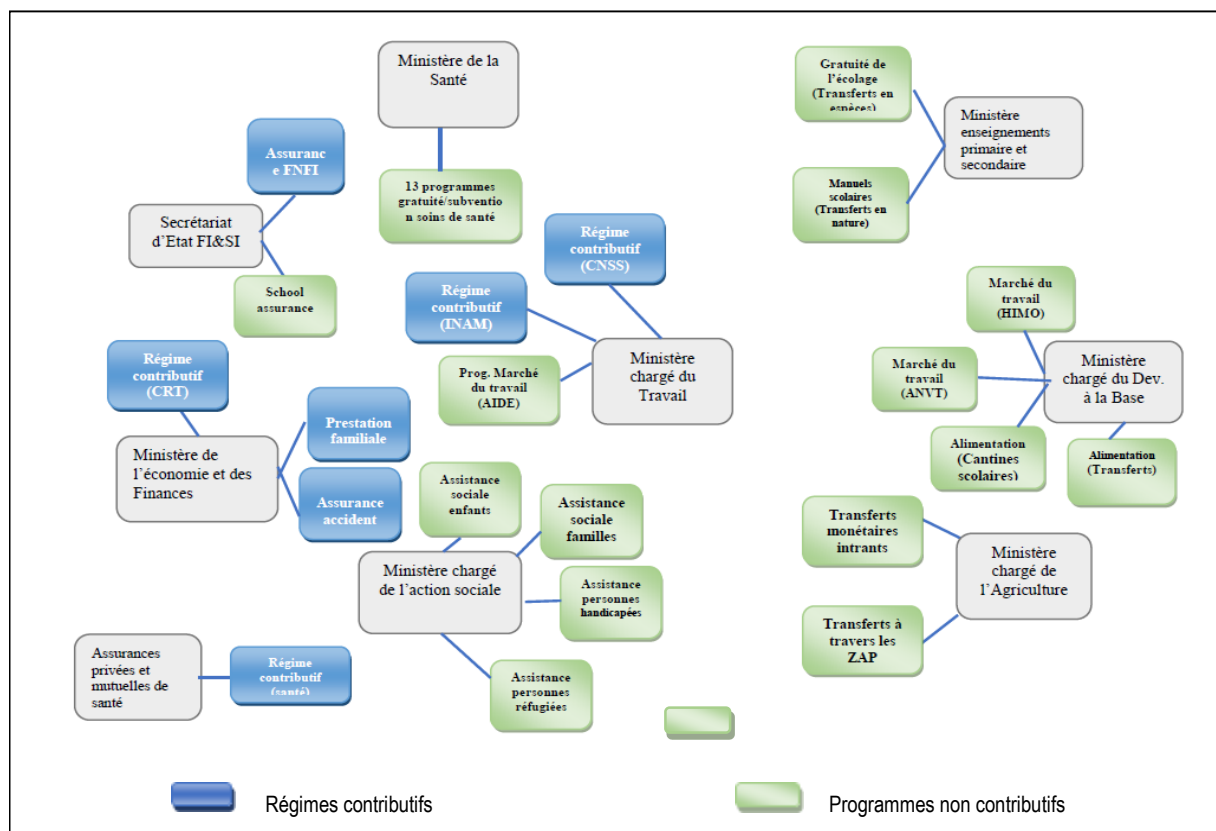 Ministère de la
Santé
Gratuité de
l'écolage
(Transferts en
espèces)
Ministère
enseignements
primaire et
secondaire
Assuranc
e FNFI
13 programmes
gratuité/subventio
n soins de santé
Manuels
scolaires
(Transferts en
nature)
Secrétariat
d'Etat FI&SI
Régime
contributif
(CNSS)
School
assurance
Régime
contributif
(INAM)
Marché du
travail
(HIMO)
Régime
contributif
(CRT)
Prog. Marché
du travail
(AIDE)
Ministère
chargé du
Travail
Marché du
travail
(ANVT)
Ministère
chargé du Dev.
à la Base
Prestation
familiale
Ministère de
l'économie et des
Finances
Alimentation
(Cantines
scolaires)
Alimentation
(Transferts)
Assurance
accident
Assistance
sociale
enfants
Assistance
sociale
familles
Transferts
monétaires
intrants
Ministère chargé
de l'action sociale
Assistance
personnes
handicapées
Ministère
chargé de
l'Agriculture
Transferts à
travers les
ZAP
Assurances
privées et
mutuelles de
santé
Régime
contributif
(santé)
Assistance
personnes
réfugiées
Régimes contributifs
Programmes non contributifs